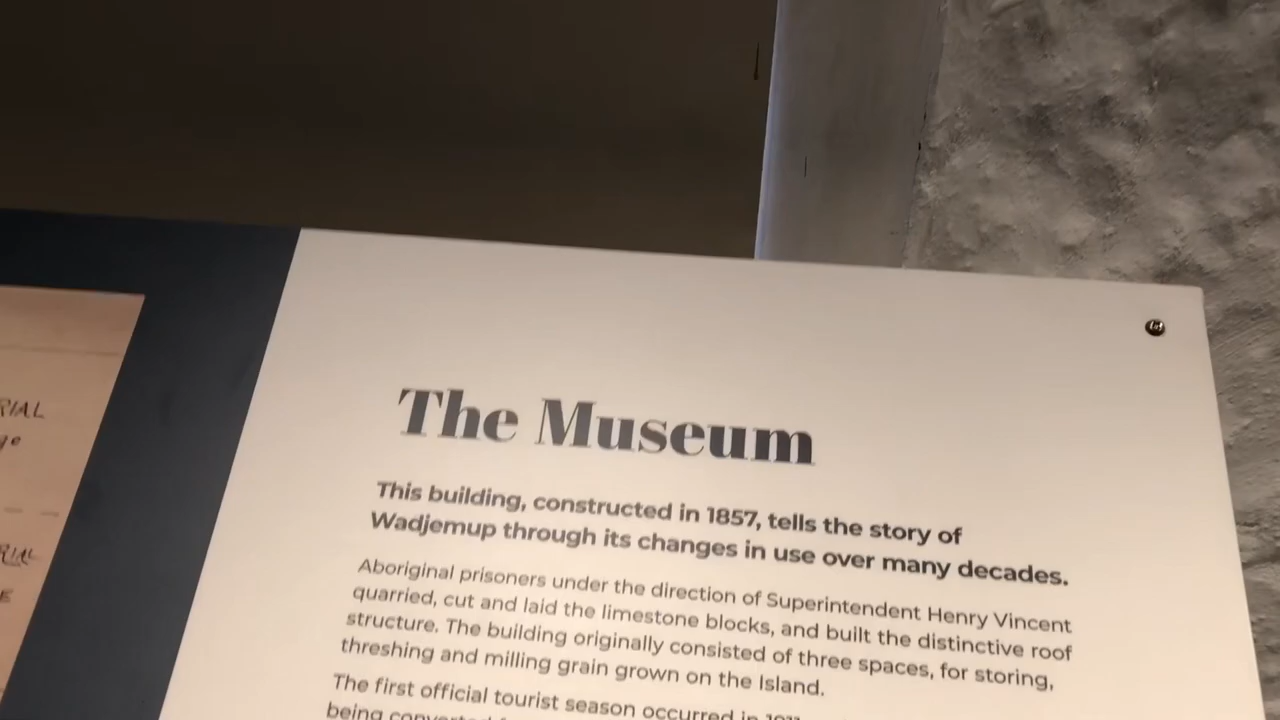 The Museum
This building, constructed in 1857, tells the story of
Wadjemup through its changes in use over many decades.
Aboriginal prisoners under the direction of Superintendent Henry Vincent
quarried, cut and laid the limestone blocks, and built the distinctive roof
structure. The building originally consisted of three spaces, for storing,
threshing and milling grain grown on the Island.
The first official tourist season occurred in
being